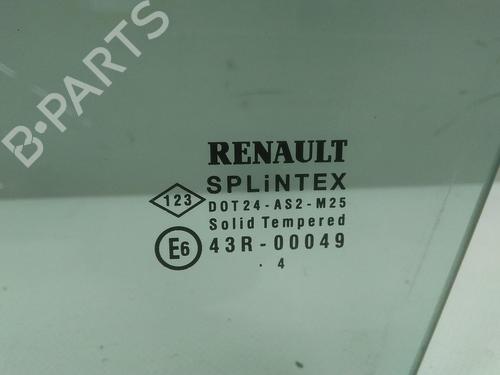 B-PARTS
RENAULT
SPLiNTEX
123
DOT24-AS2-M25
Solid Tempered
E6 43R-00049
. 4